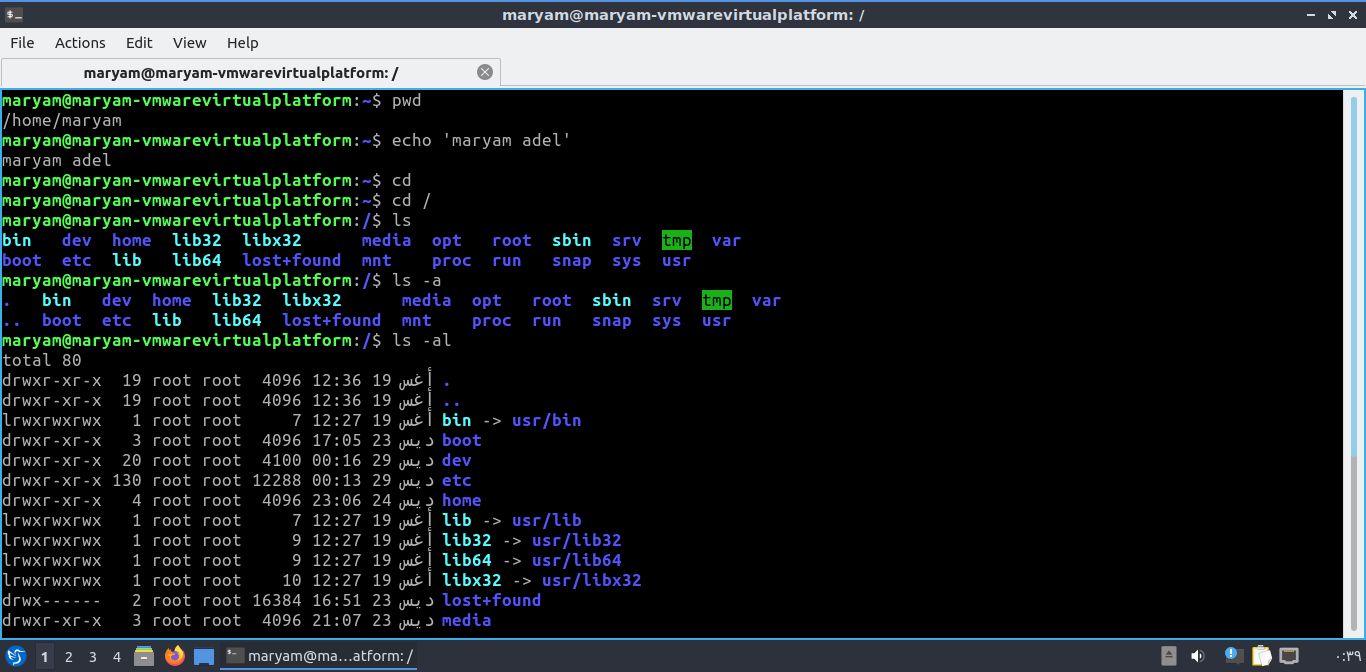 maryam@maryam-vmwarevirtualplatform: /
File Actions Edit View Help
maryam@maryam-vmwarevirtualplatform: /
maryam@maryam-vmwarevirtualplatform:~$ pwd
/home/maryam
maryam@maryam-vmwarevirtualplatform:~$ echo 'maryam adel'
maryam adel
maryam@maryam-vmwarevirtualplatform:~$ cd
maryam@maryam-vmwarevirtualplatform:~$ cd /
maryam@maryam-vmwarevirtualplatform:/$ ls
bin dev home lib32 libx32 media opt root sbin srv tmp var
boot etc lib lib64 lost+found mnt proc run snap sys usr
maryam@maryam-vmwarevirtualplatform:/$ ls -a
. bin dev home lib32 libx32 media opt root sbin srv tmp var
.. boot etc lib lib64 lost+found mnt proc run snap sys usr
maryam@maryam-vmwarevirtualplatform:/$ ls -al
total 80
drwxr-xr-x 19 root root 4096 12:36 19 أغس .
drwxr-xr-x 19 root root 4096 12:36 19 أغس ..
lrwxrwxrwx 1 root root 7 12:27 19 أغس bin -> usr/bin
drwxr-xr-x 3 root root 4096 17:05 23 ديس boot
drwxr-xr-x 20 root root 4100 00:16 29 ديس dev
drwxr-xr-x 130 root root 12288 00:13 29 ديس etc
drwxr-xr-x 4 root root 4096 23:06 24 ديس home
lrwxrwxrwx 1 root root 7 12:27 19 أغس lib -> usr/lib
lrwxrwxrwx 1 root root 9 12:27 19 أغس lib32 -> usr/lib32
lrwxrwxrwx 1 root root 9 12:27 19 أغس lib64 -> usr/lib64
lrwxrwxrwx 1 root root 10 12:27 19 أغس libx32 -> usr/libx32
drwx------ 2 root root 16384 16:51 23 ديس lost+found
drwxr-xr-x 3 root root 4096 21:07 23 ديس media
1 2 3 4 maryam@ma...atform: / ٠:٣٩